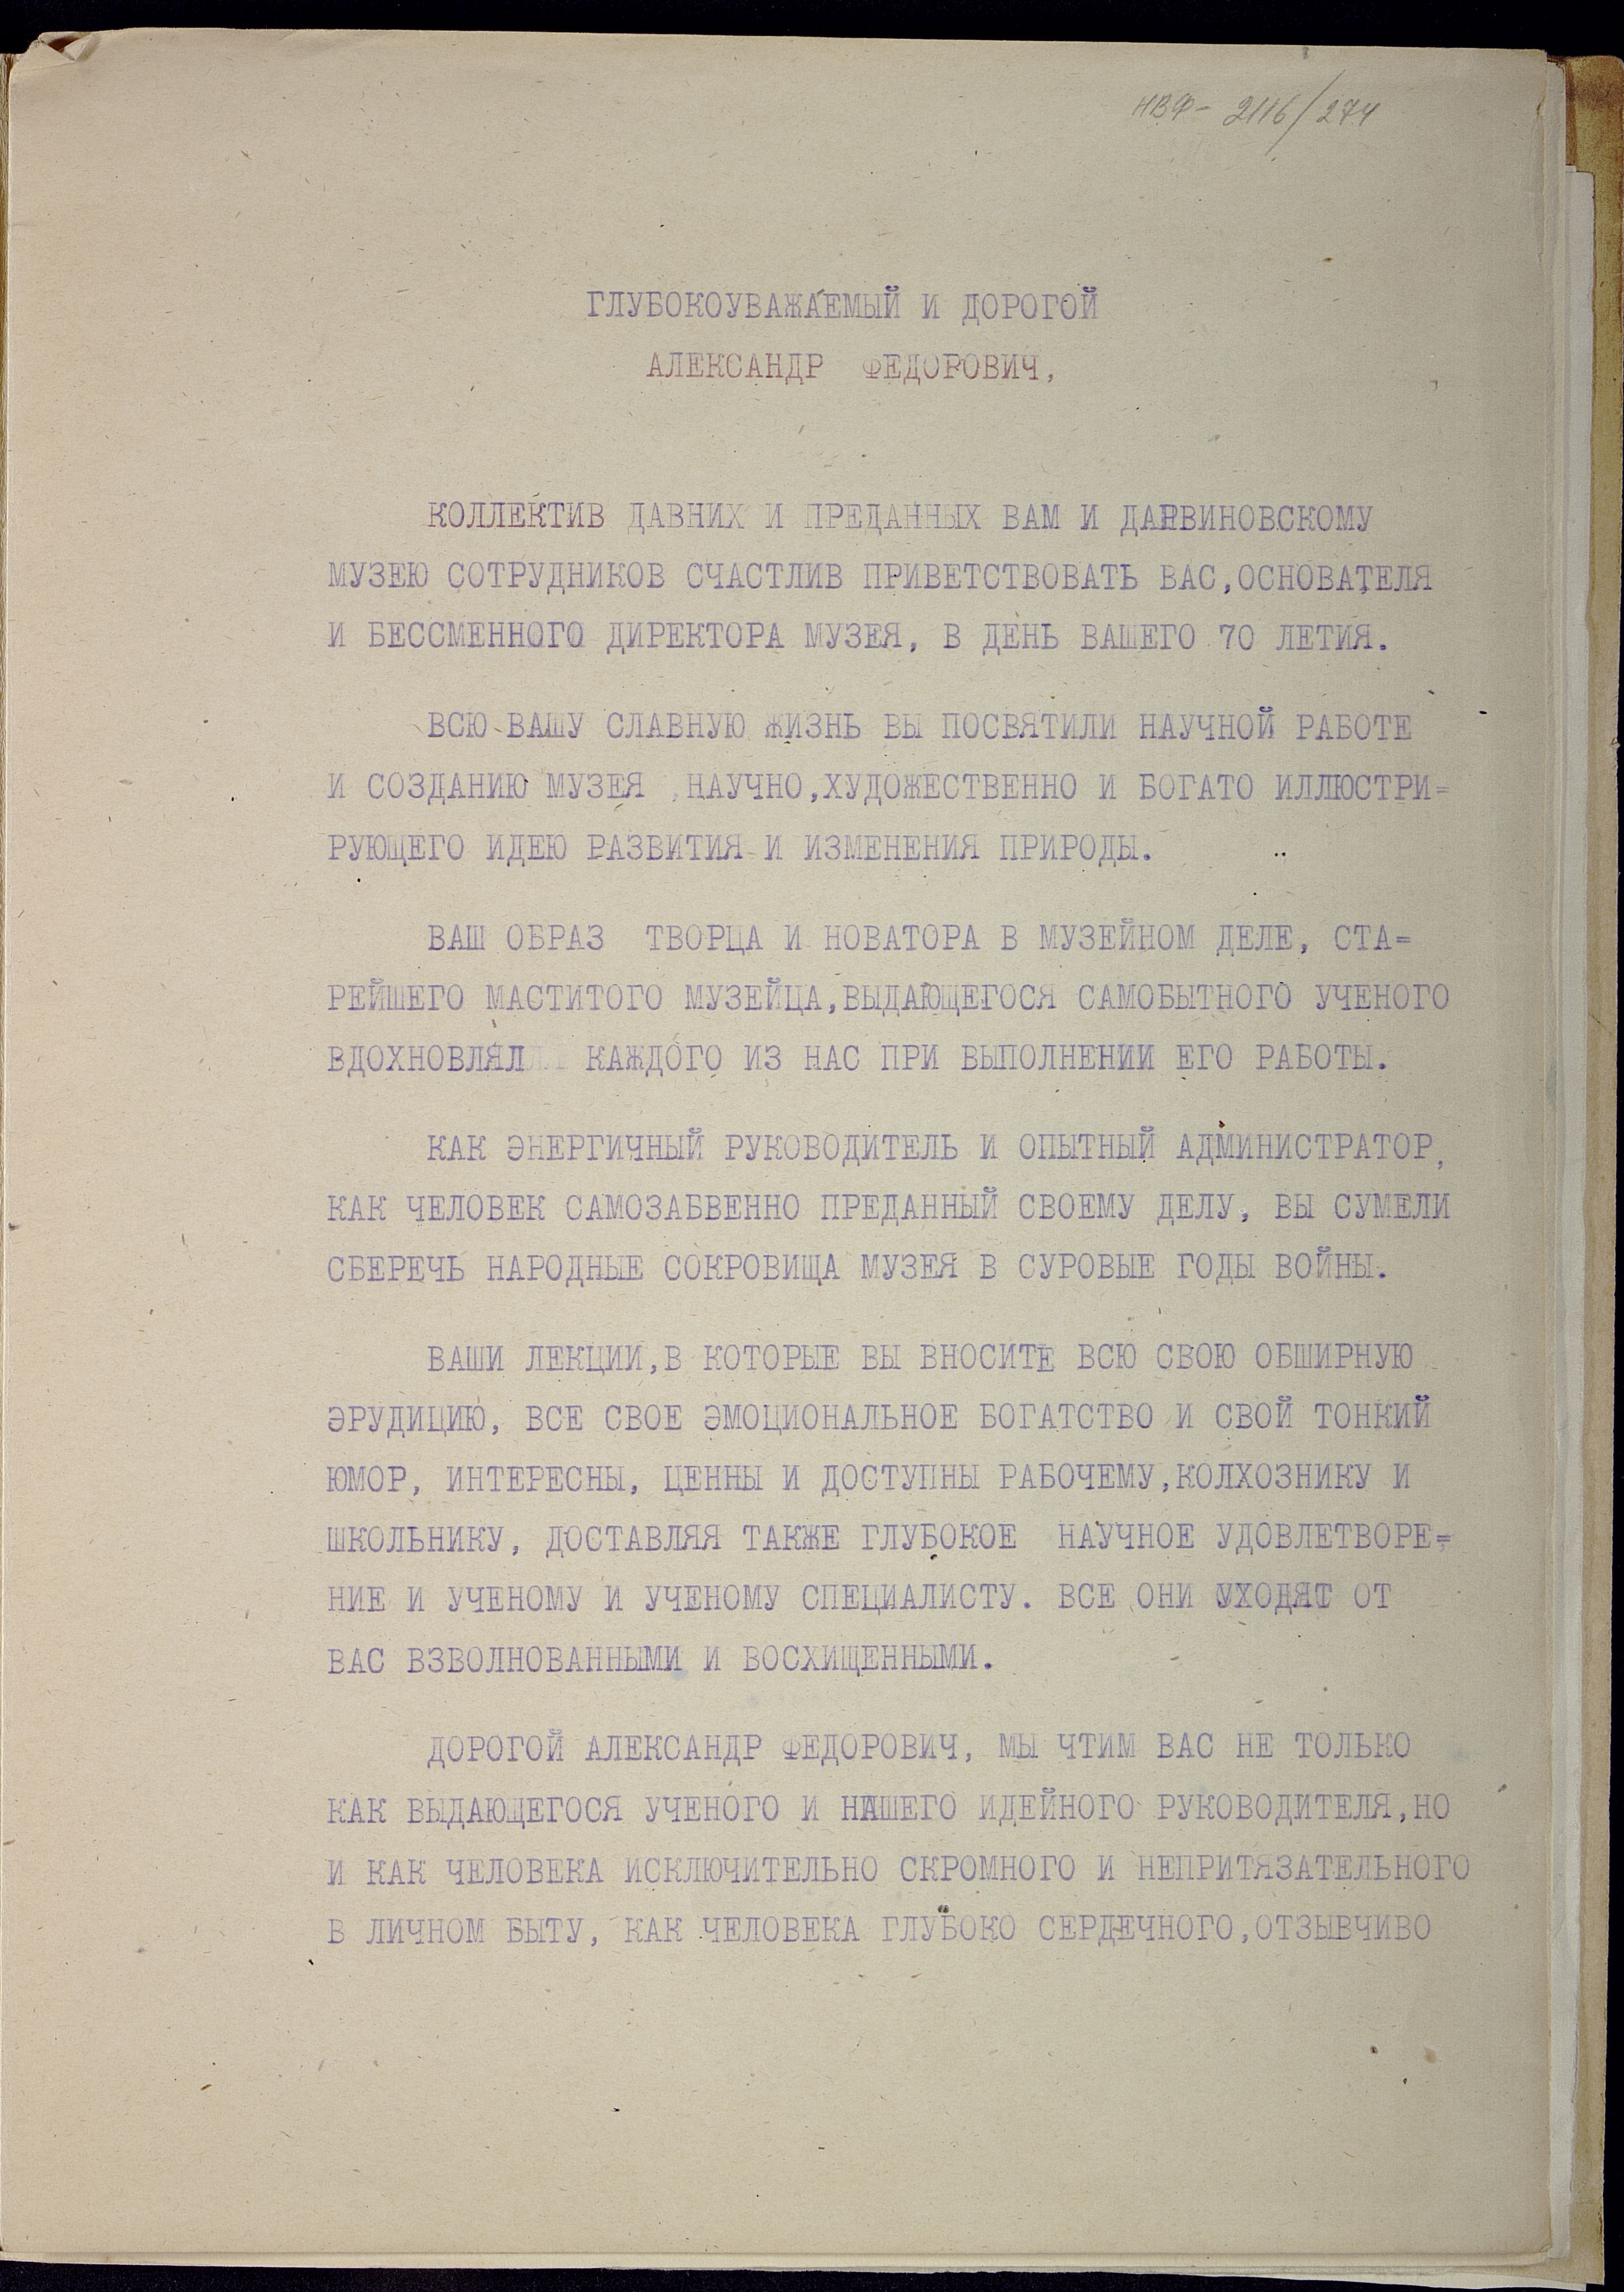 НВФ- 2116/274
ГЛУБОКОУВАЖАЕМЫЙ И ДОРОГОЙ
АЛЕКСАНДР ФЕДОРОВИЧ,
КОЛЛЕКТИВ ДАВНИХ И ПРЕДАННЫХ ВАМ И ДАРВИНОВСКОМУ
МУЗЕЮ СОТРУДНИКОВ СЧАСТЛИВ ПРИВЕТСТВОВАТЬ ВАС,ОСНОВАТЕЛЯ
И БЕССМЕННОГО ДИРЕКТОРА МУЗЕЯ, В ДЕНЬ ВАШЕГО 70 ЛЕТИЯ.
ВСЮ ВАШУ СЛАВНУЮ ЖИЗНЬ ВЫ ПОСВЯТИЛИ НАУЧНОЙ РАБОТЕ
И СОЗДАНИЮ МУЗЕЯ ,НАУЧНО,ХУДОЖЕСТВЕННО И БОГАТО ИЛЛЮСТРИ=
РУЮЩЕГО ИДЕЮ РАЗВИТИЯ И ИЗМЕНЕНИЯ ПРИРОДЫ.
ВАШ ОБРАЗ ТВОРЦА И НОВАТОРА В МУЗЕЙНОМ ДЕЛЕ, СТА=
РЕЙШЕГО МАСТИТОГО МУЗЕЙЦА,ВЫДАЮЩЕГОСЯ САМОБЫТНОГО УЧЕНОГО
ВДОХНОВЛЯЛ КАЖДОГО ИЗ НАС ПРИ ВЫПОЛНЕНИИ ЕГО РАБОТЫ.
КАК ЭНЕРГИЧНЫЙ РУКОВОДИТЕЛЬ И ОПЫТНЫЙ АДМИНИСТРАТОР,
КАК ЧЕЛОВЕК САМОЗАБВЕННО ПРЕДАННЫЙ СВОЕМУ ДЕЛУ, ВЫ СУМЕЛИ
СБЕРЕЧЬ НАРОДНЫЕ СОКРОВИЩА МУЗЕЯ В СУРОВЫЕ ГОДЫ ВОЙНЫ.
ВАШИ ЛЕКЦИИ,В КОТОРЫЕ ВЫ ВНОСИТЕ ВСЮ СВОЮ ОБШИРНУЮ
ЭРУДИЦИЮ, ВСЕ СВОЕ ЭМОЦИОНАЛЬНОЕ БОГАТСТВО И СВОЙ ТОНКИЙ
ЮМОР, ИНТЕРЕСНЫ, ЦЕННЫ И ДОСТУПНЫ РАБОЧЕМУ,КОЛХОЗНИКУ И
ШКОЛЬНИКУ, ДОСТАВЛЯЯ ТАКЖЕ ГЛУБОКОЕ НАУЧНОЕ УДОВЛЕТВОРЕ=
НИЕ И УЧЕНОМУ И УЧЕНОМУ СПЕЦИАЛИСТУ. ВСЕ ОНИ УХОДЯТ ОТ
ВАС ВЗВОЛНОВАННЫМИ И ВОСХИЩЕННЫМИ.
ДОРОГОЙ АЛЕКСАНДР ФЕДОРОВИЧ, МЫ ЧТИМ ВАС НЕ ТОЛЬКО
КАК ВЫДАЮЩЕГОСЯ УЧЕНОГО И НАШЕГО ИДЕЙНОГО РУКОВОДИТЕЛЯ,НО
И КАК ЧЕЛОВЕКА ИСКЛЮЧИТЕЛЬНО СКРОМНОГО И НЕПРИТЯЗАТЕЛЬНОГО
В ЛИЧНОМ БЫТУ, КАК ЧЕЛОВЕКА ГЛУБОКО СЕРДЕЧНОГО,ОТЗЫВЧИВО